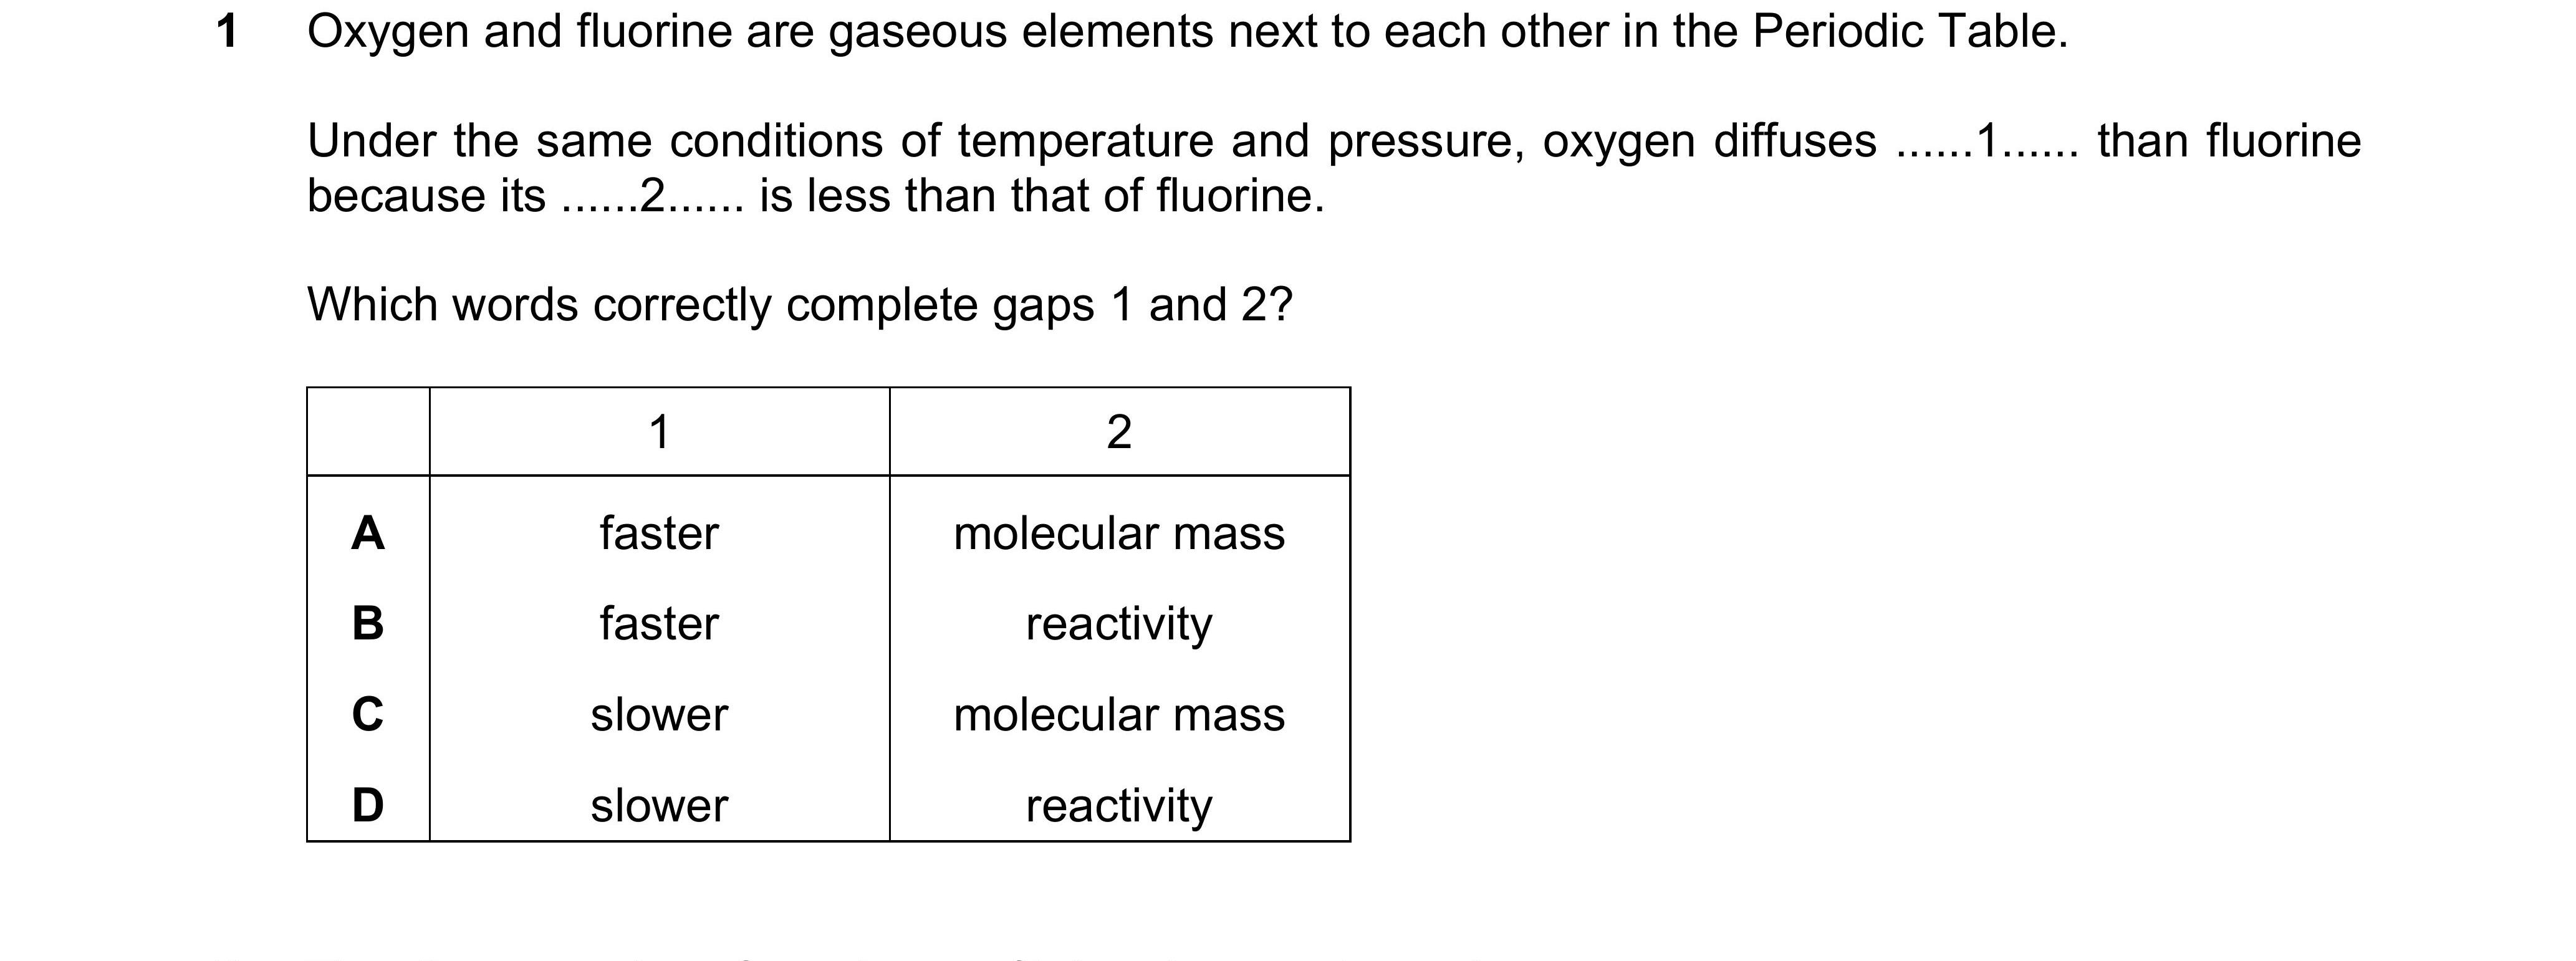 1 Oxygen and fluorine are gaseous elements next to each other in the Periodic Table.
Under the same conditions of temperature and pressure, oxygen diffuses ......1...... than fluorine
because its ......2...... is less than that of fluorine.
Which words correctly complete gaps 1 and 2?
1 2
A faster molecular mass
B faster reactivity
C slower molecular mass
D slower reactivity